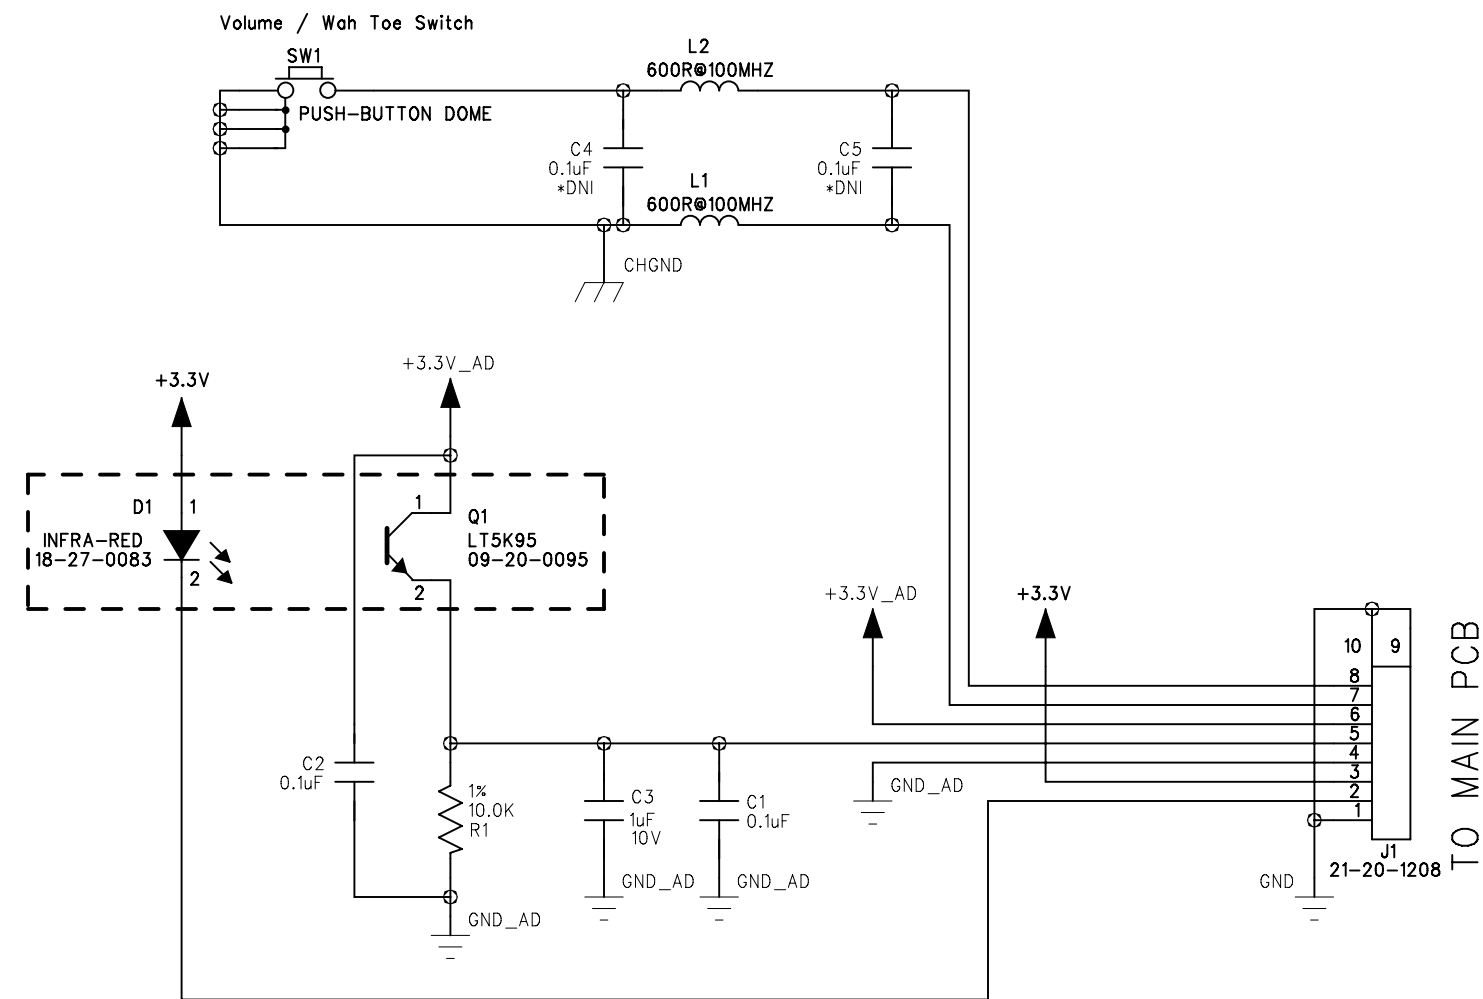 Volume / Wah Toe Switch
SW1
PUSH-BUTTON DOME
L2
600R@100MHZ
C4
0.1uF
*DNI
C5
0.1uF
*DNI
L1
600R@100MHZ
CHGND
+3.3V
+3.3V_AD
D1
1
INFRA-RED
18-27-0083
2
1
Q1
LT5K95
09-20-0095
2
+3.3V_AD
+3.3V
10
9
8
7
6
5
4
3
2
1
J1
21-20-1208
TO MAIN PCB
C2
0.1uF
1%
10.0K
R1
C3
1uF
10V
C1
0.1uF
GND_AD
GND_AD
GND_AD
GND_AD
GND